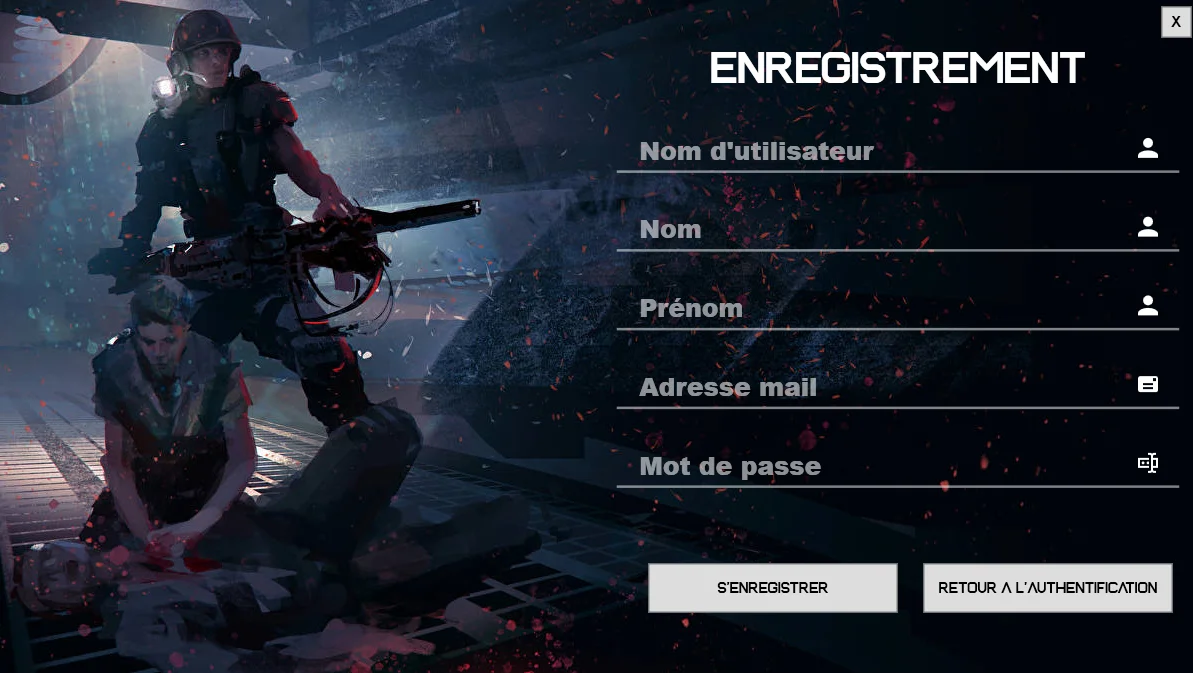 X
ENREGISTREMENT
Nom d'utilisateur
Nom
Prénom
Adresse mail
Mot de passe
S'ENREGISTRER
RETOUR A L'AUTHENTIFICATION